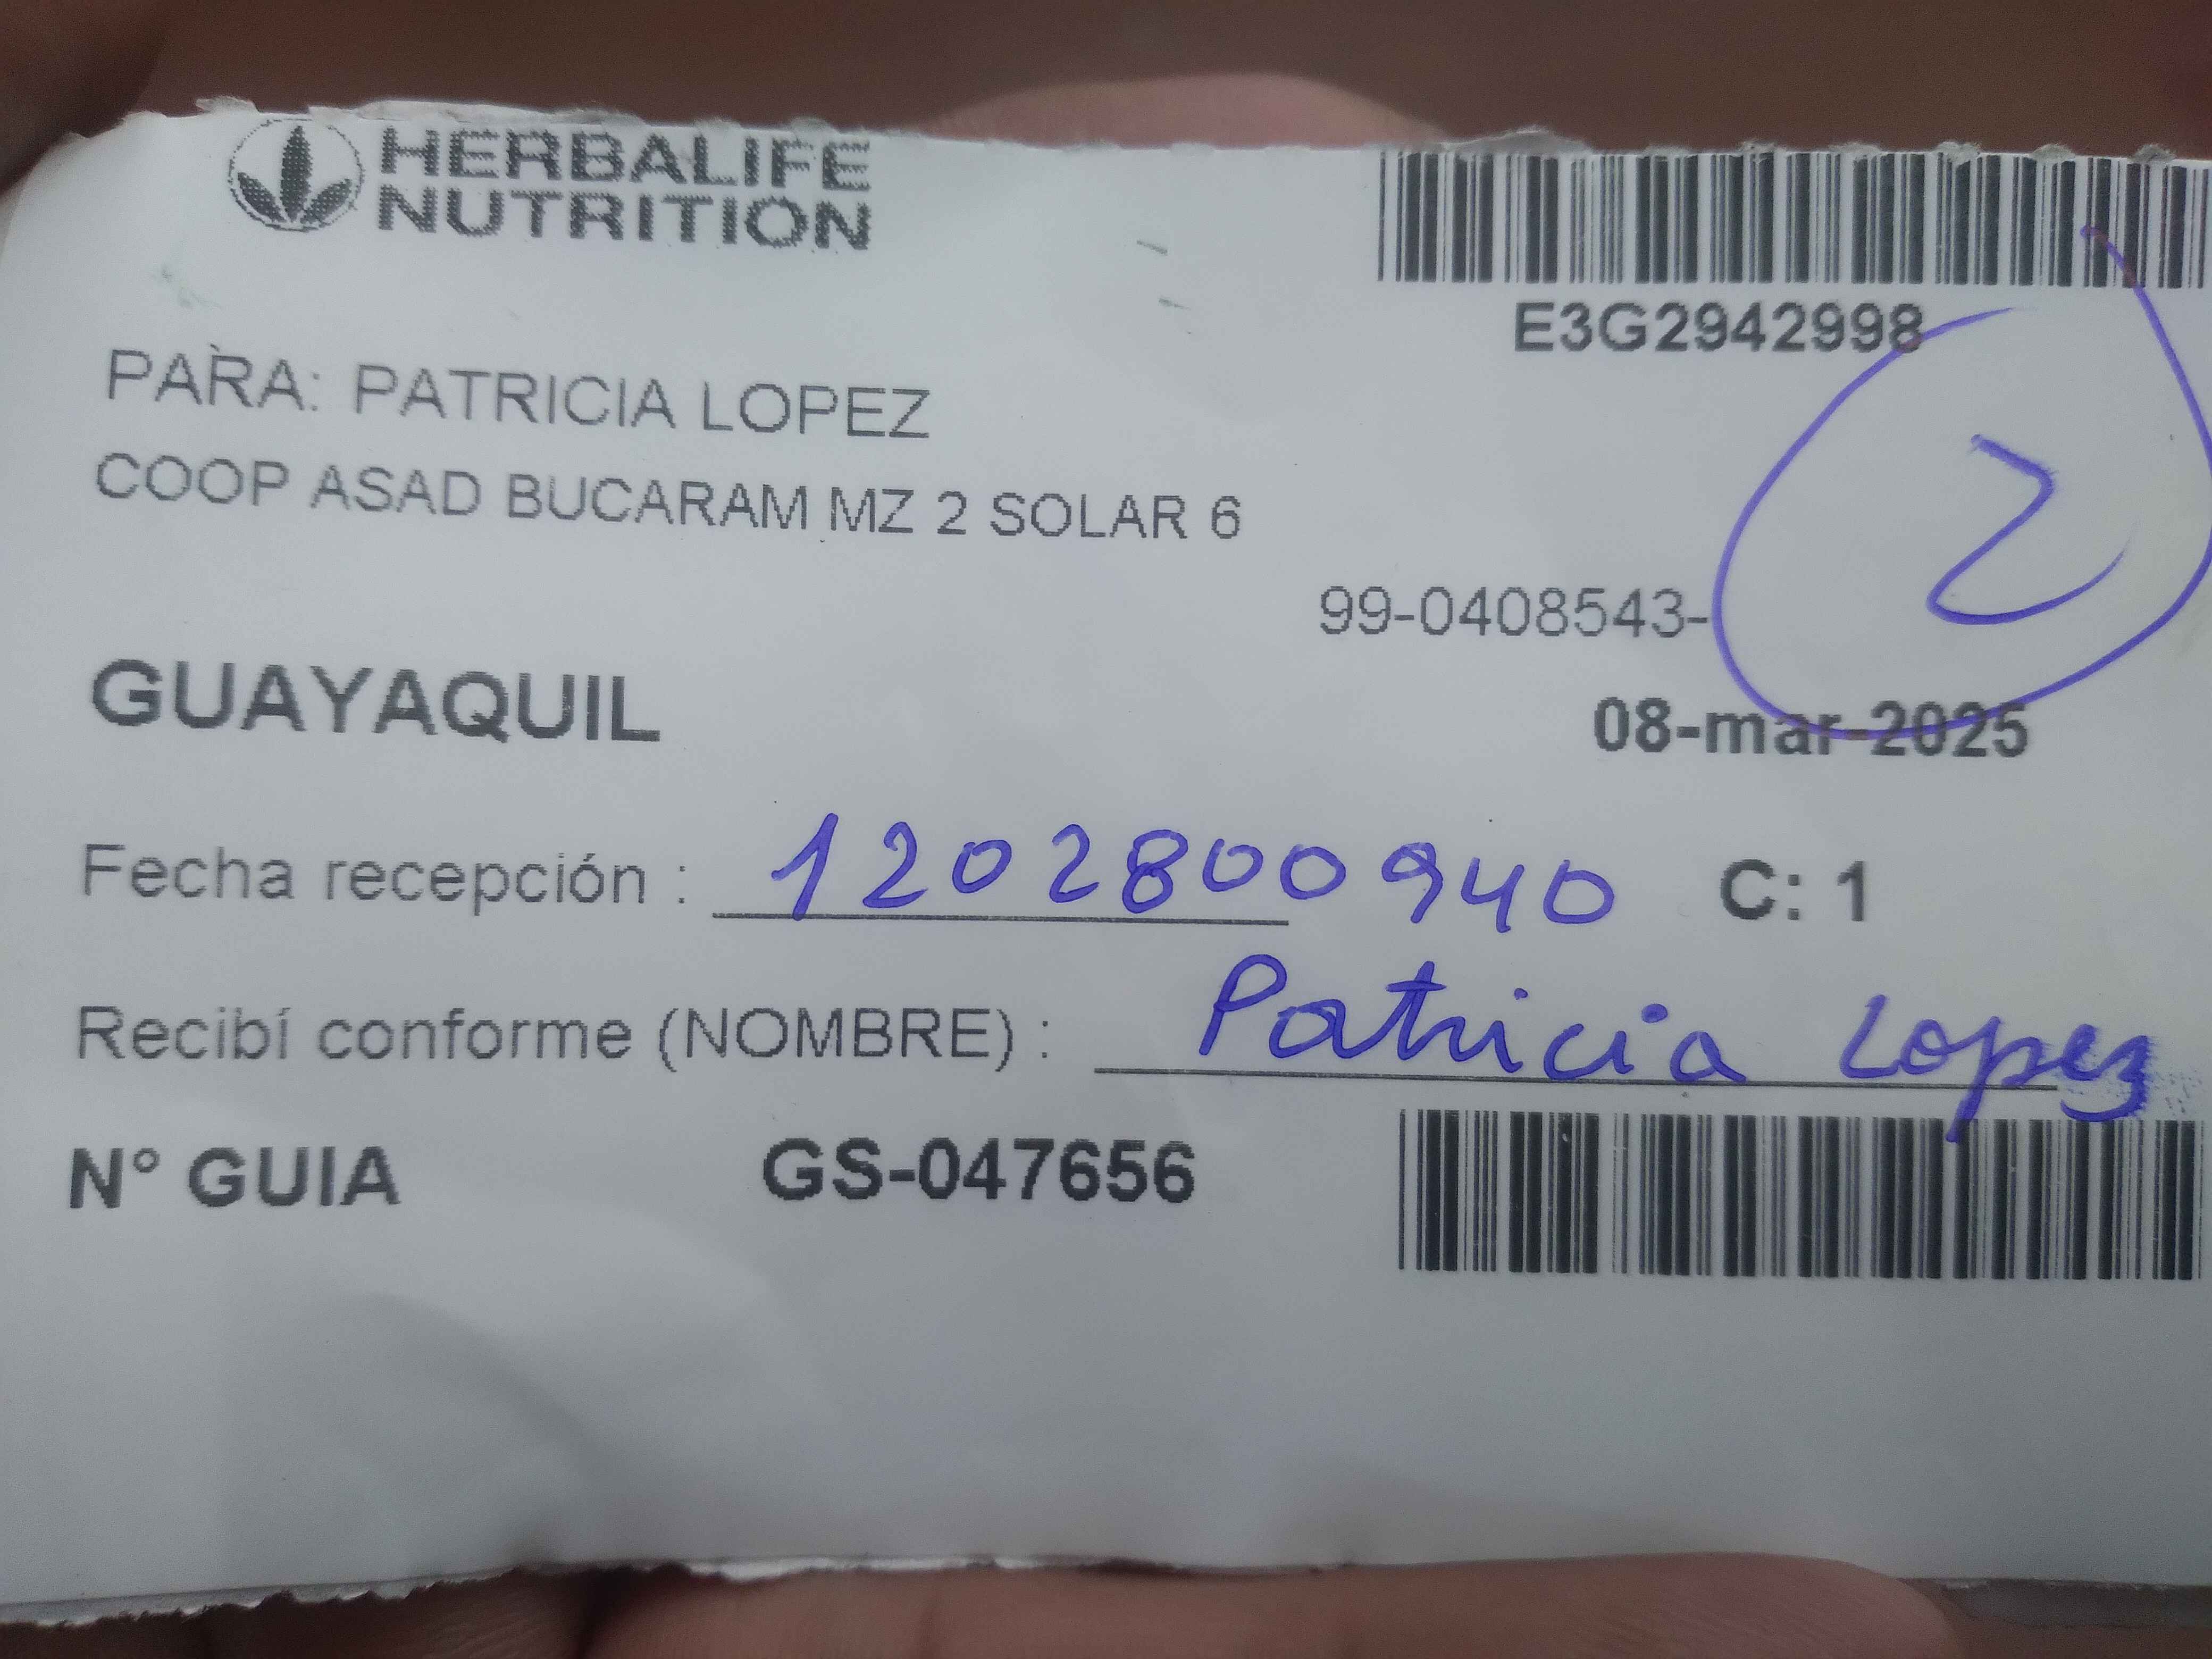 HERBALIFE
NUTRITION
E3G2942998
PARA: PATRICIA LOPEZ
COOP ASAD BUCARAM MZ 2 SOLAR 6
2
99-0408543-
GUAYAQUIL
08-mar-2025
Fecha recepción : 1202800940 C: 1
Recibí conforme (NOMBRE) : Patricia Lopez
N° GUIA GS-047656